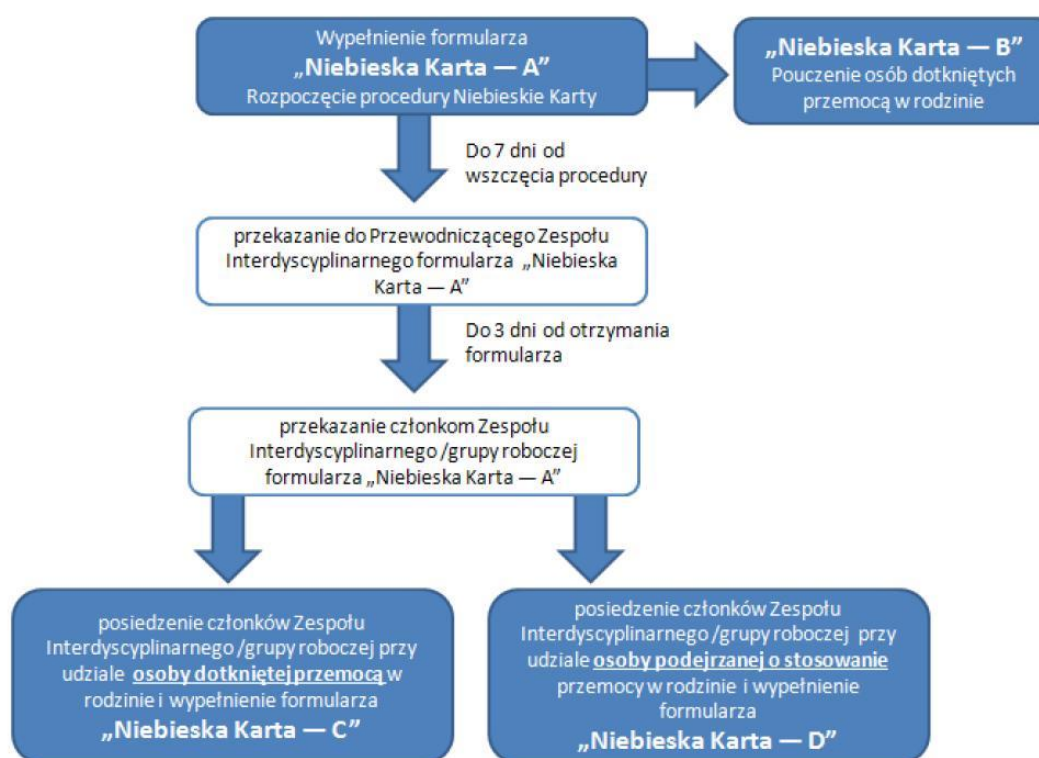 Wypełnienie formularza
„Niebieska Karta — A”
Rozpoczęcie procedury Niebieskie Karty
„Niebieska Karta — B”
Pouczenie osób dotkniętych
przemocą w rodzinie
Do 7 dni od
wszczęcia procedury
przekazanie do Przewodniczącego Zespołu
Interdyscyplinarnego formularza „Niebieska
Karta — A”
Do 3 dni od otrzymania
formularza
przekazanie członkom Zespołu
Interdyscyplinarnego /grupy roboczej
formularza „Niebieska Karta — A”
posiedzenie członków Zespołu
Interdyscyplinarnego /grupy roboczej przy
udziale osoby dotkniętej przemocą w
rodzinie i wypełnienie formularza
„Niebieska Karta — C”
posiedzenie członków Zespołu
Interdyscyplinarnego /grupy roboczej przy
udziale osoby podejrzanej o stosowanie
przemocy w rodzinie i wypełnienie
formularza
„Niebieska Karta — D”